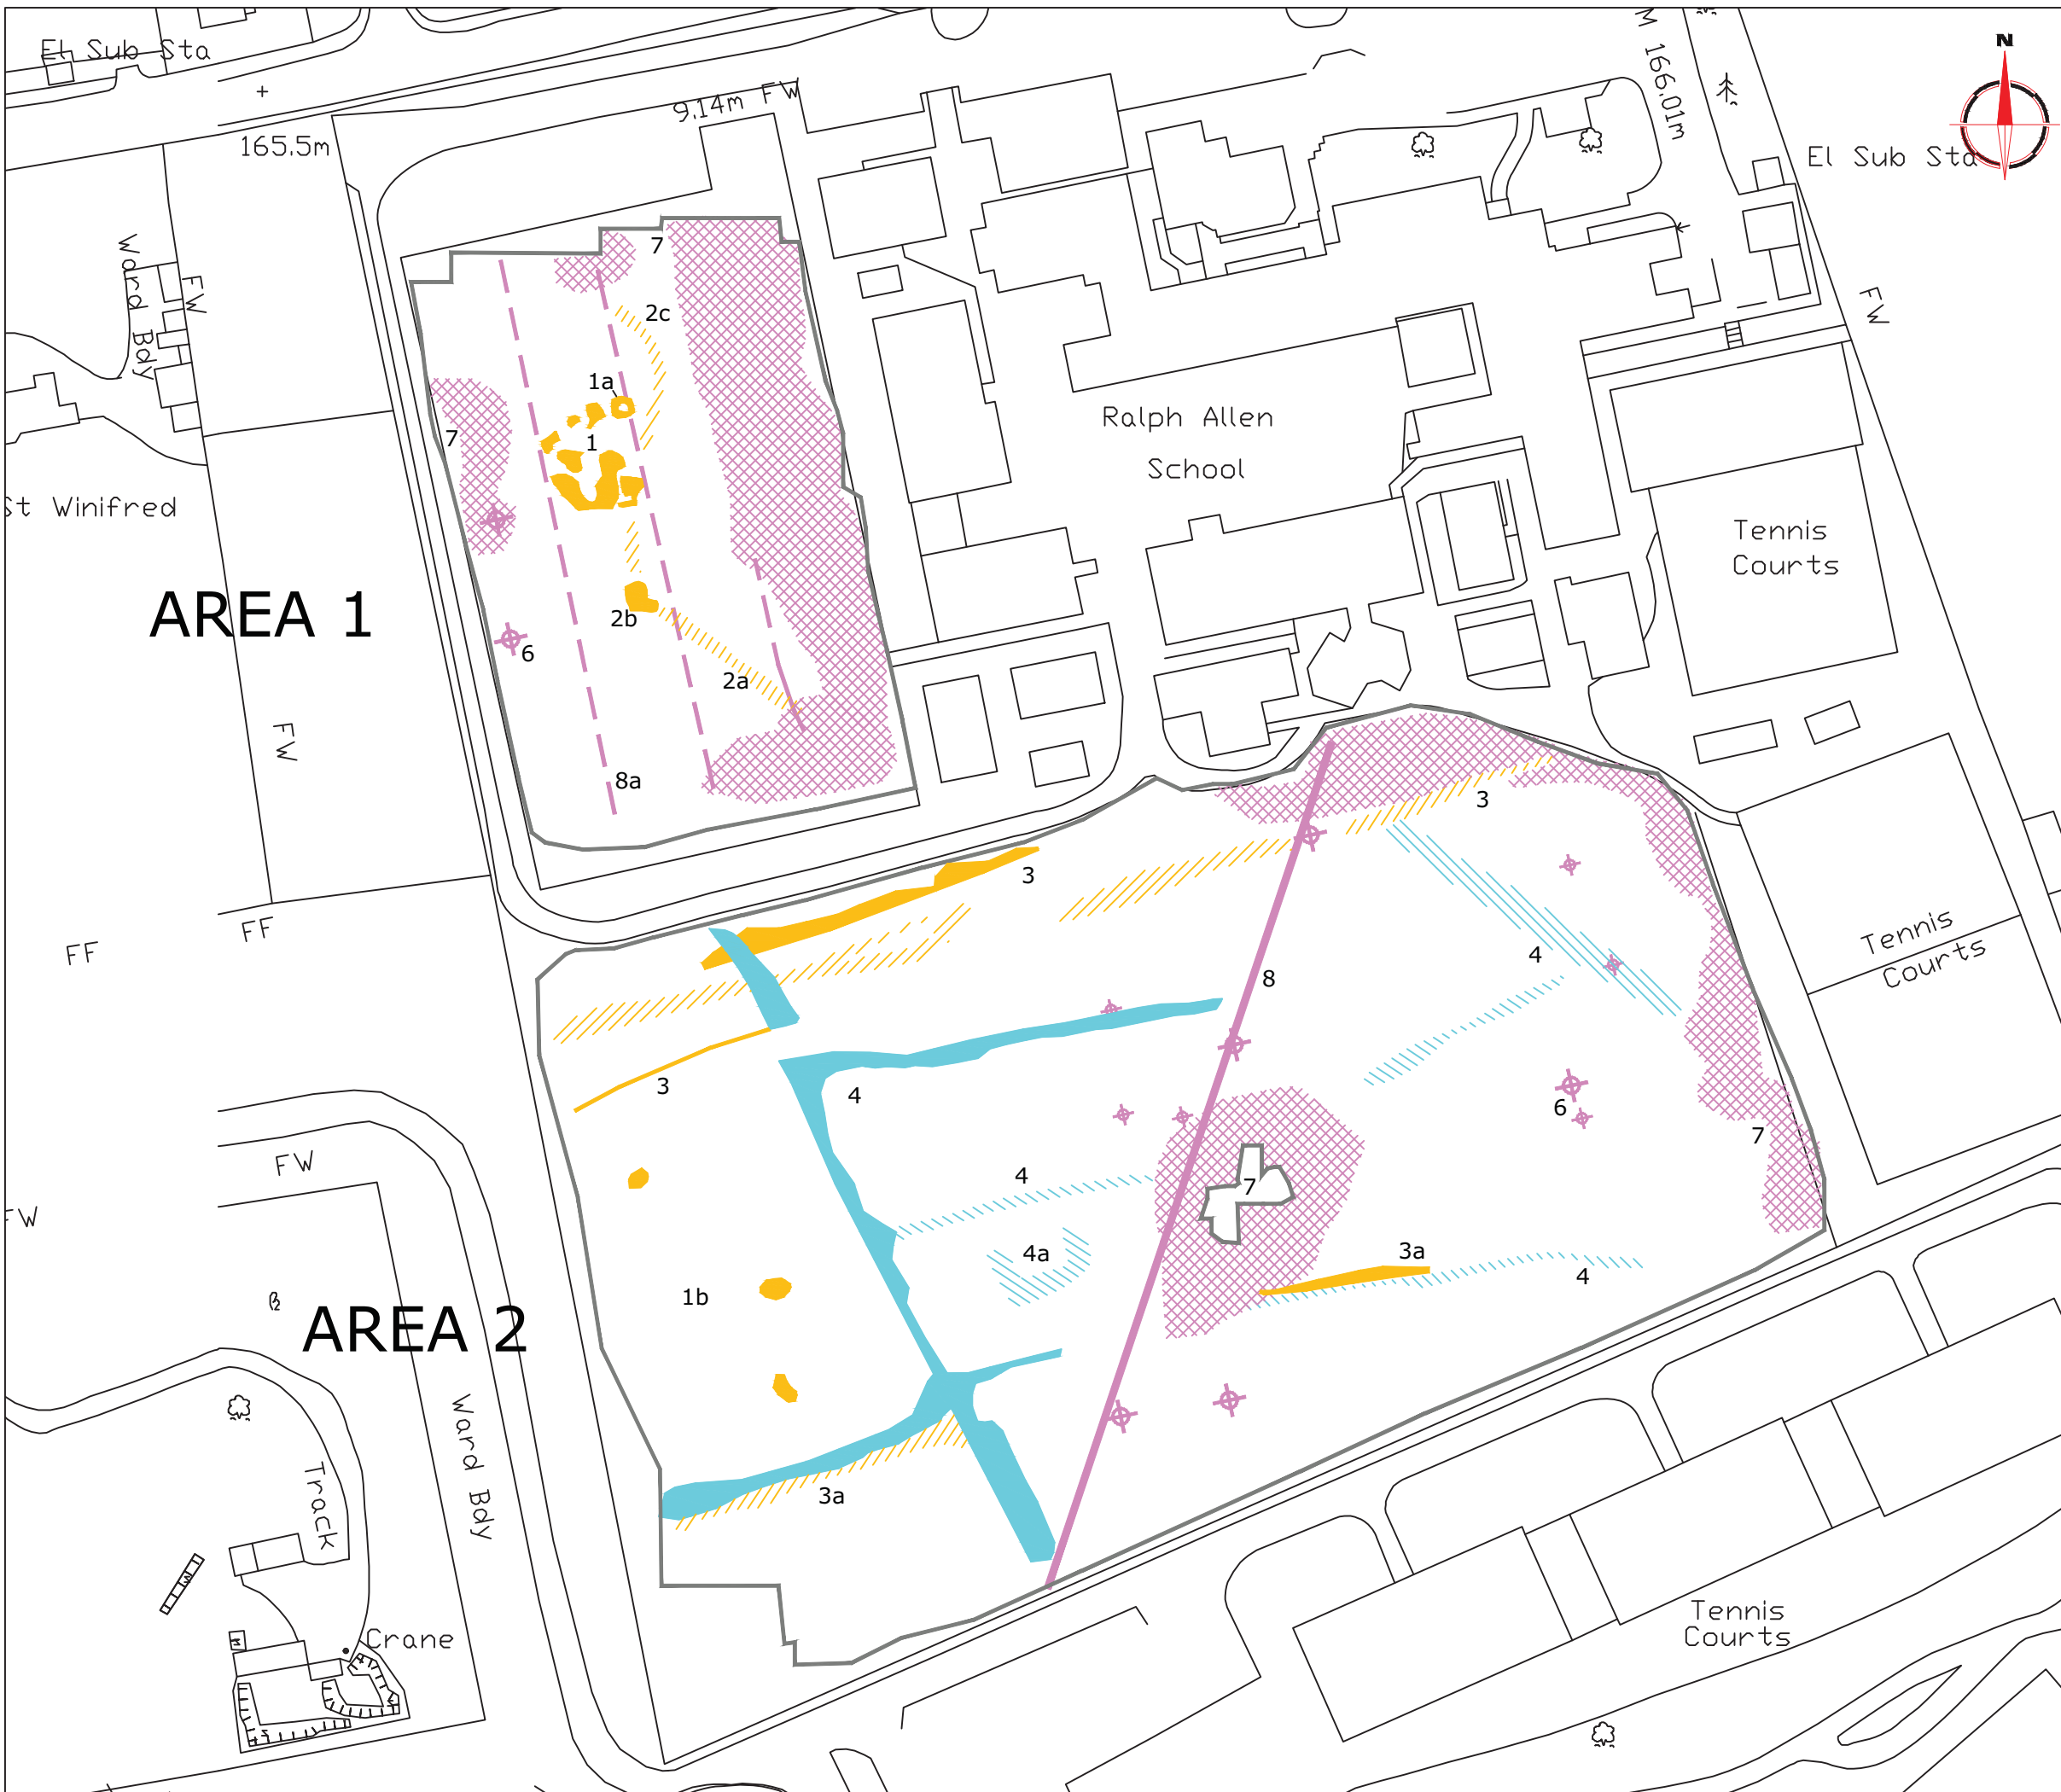 El Sub Sta
165.5m
9.14m FW
M 166.01m
N
El Sub Sta
Ward Bdy
FW
FW
7
2c
1a
1
7
Ralph Allen
School
St Winifred
Tennis
Courts
AREA 1
2b
6
2a
FW
8a
3
3
FF
FF
Tennis
Courts
4
8
3
4
6
7
FW
FW
4
7
4a
3a
4
1b
AREA 2
Ward Bdy
Track
3a
Crane
Tennis
Courts